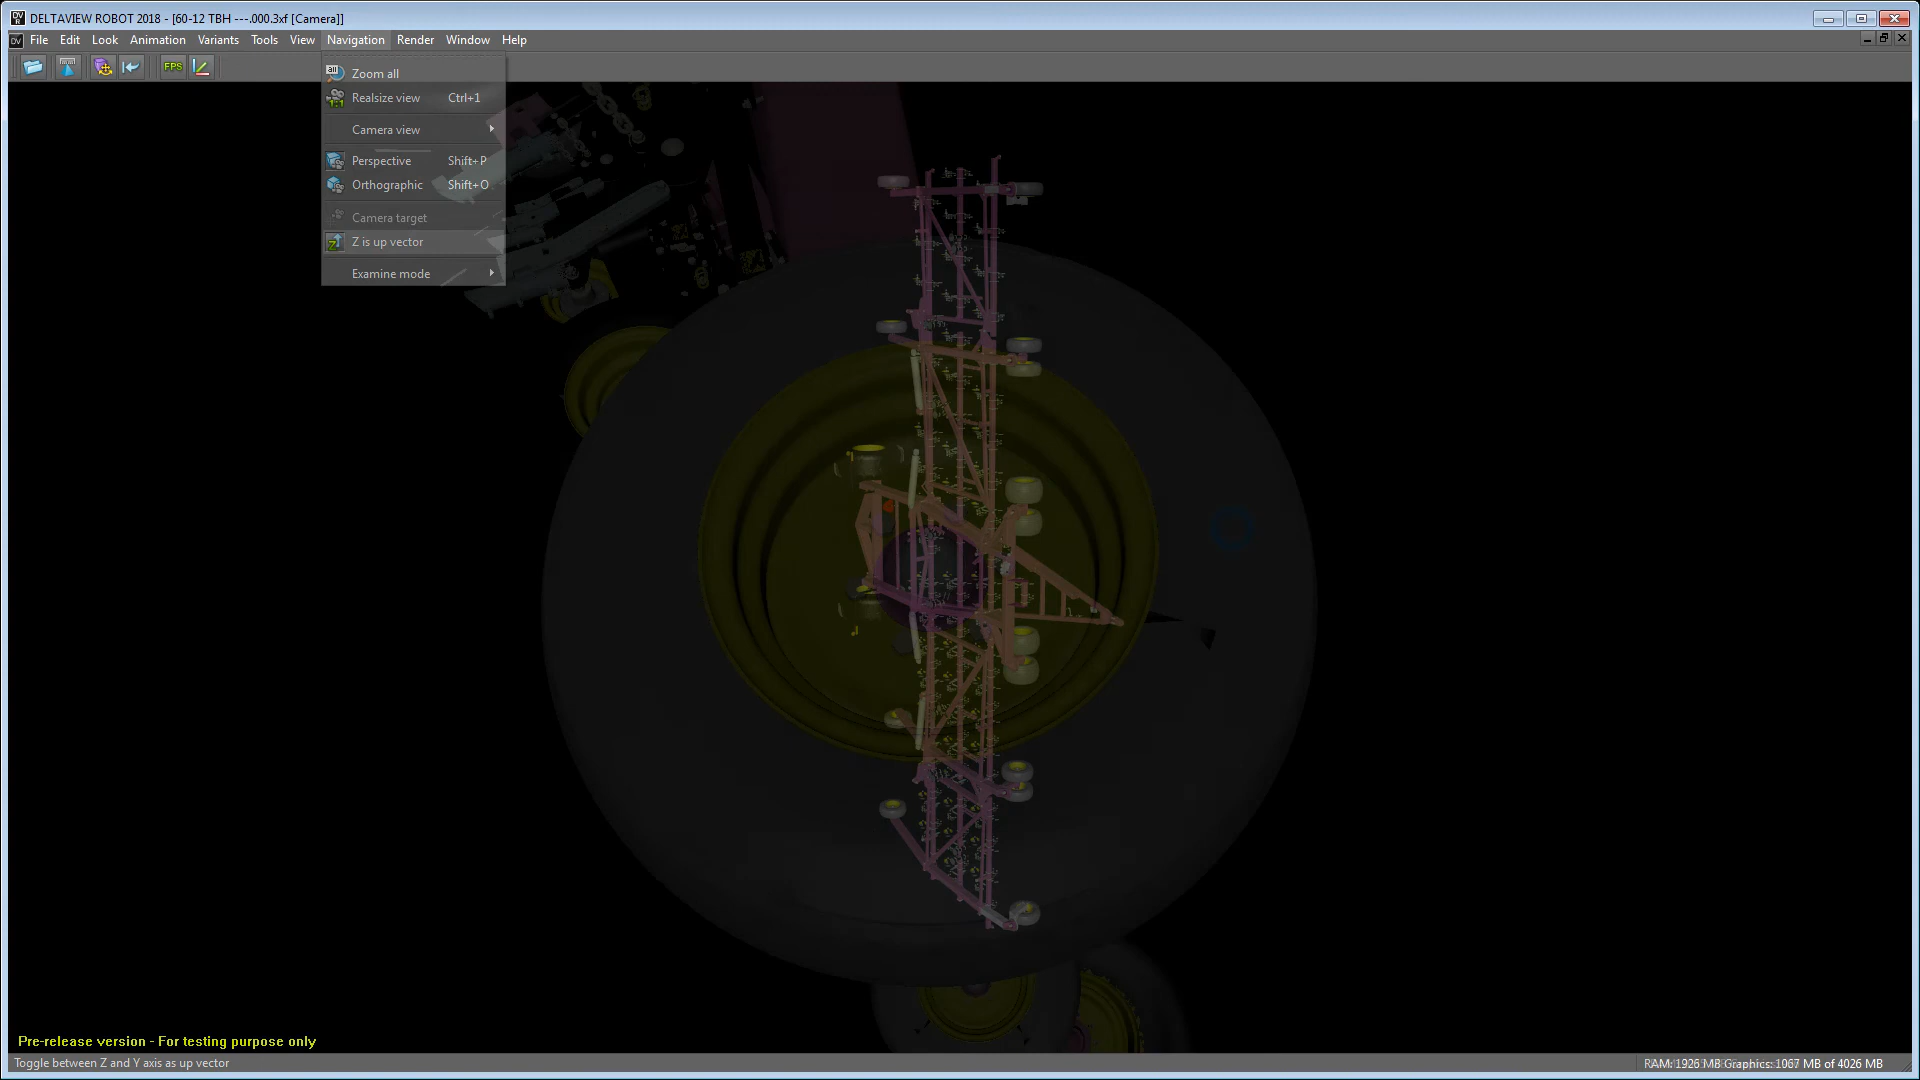 DELTAVIEW ROBOT 2018 - [60-12 TBH ---.000.3xf [Camera]]
File Edit Look Animation Variants Tools View Navigation Render Window Help
FPS
Zoom all
Realsize view Ctrl+1
Camera view
Perspective Shift+P
Orthographic Shift+O
Camera target
Z is up vector
Examine mode
Pre-release version - For testing purpose only
Toggle between Z and Y axis as up vector
RAM: 1926 MB Graphics: 1067 MB of 4026 MB